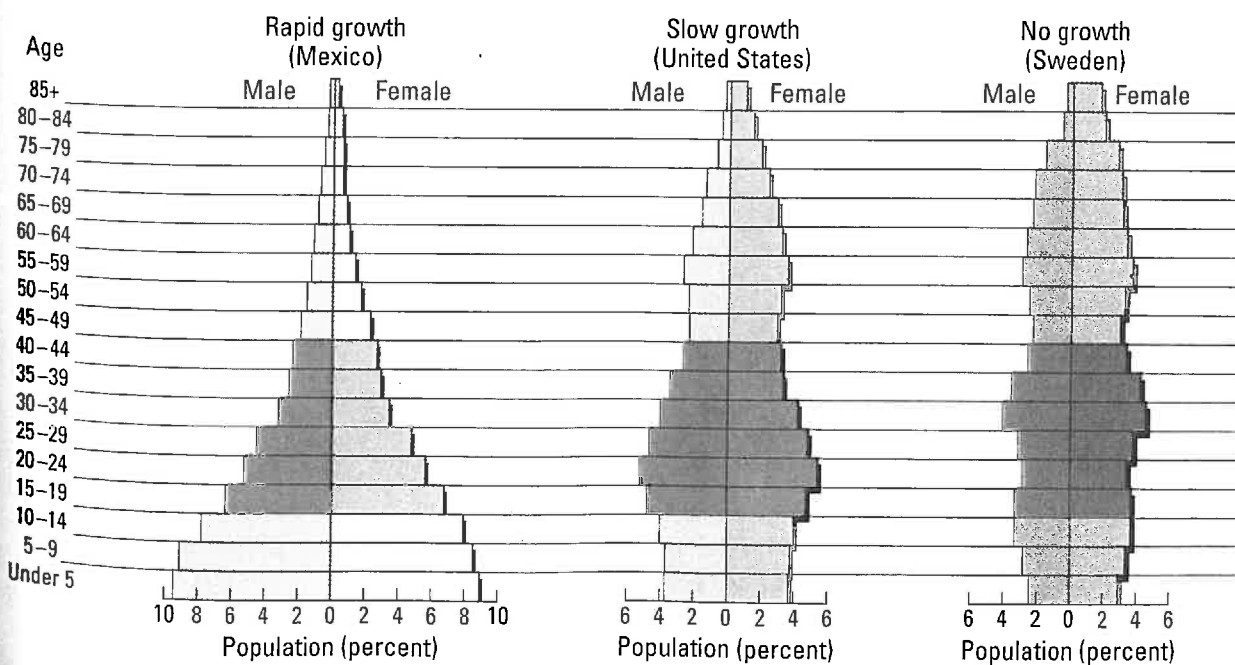 Rapid growth
(Mexico)
Slow growth
(United States)
No growth
(Sweden)
Age
Male
Female
Male
Female
Male
Female
85+
80–84
75–79
70–74
65–69
60–64
55–59
50–54
45–49
40–44
35–39
30–34
25–29
20–24
15–19
10–14
5–9
Under 5
10 8 6 4 2 0 2 4 6 8 10
6 4 2 0 2 4 6
6 4 2 0 2 4 6
Population (percent)
Population (percent)
Population (percent)